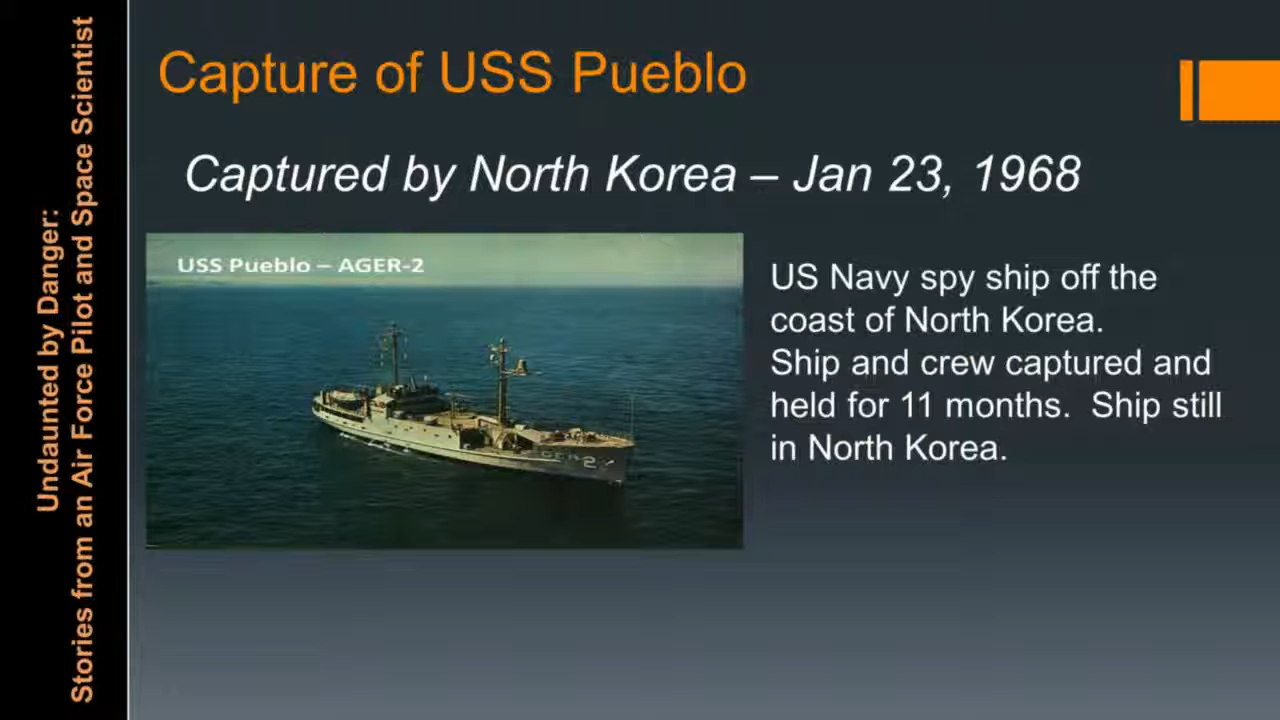 Undaunted by Danger:
Stories from an Air Force Pilot and Space Scientist
Capture of USS Pueblo
Captured by North Korea – Jan 23, 1968
USS Pueblo – AGER-2
AGER 2
US Navy spy ship off the
coast of North Korea.
Ship and crew captured and
held for 11 months.  Ship still
in North Korea.